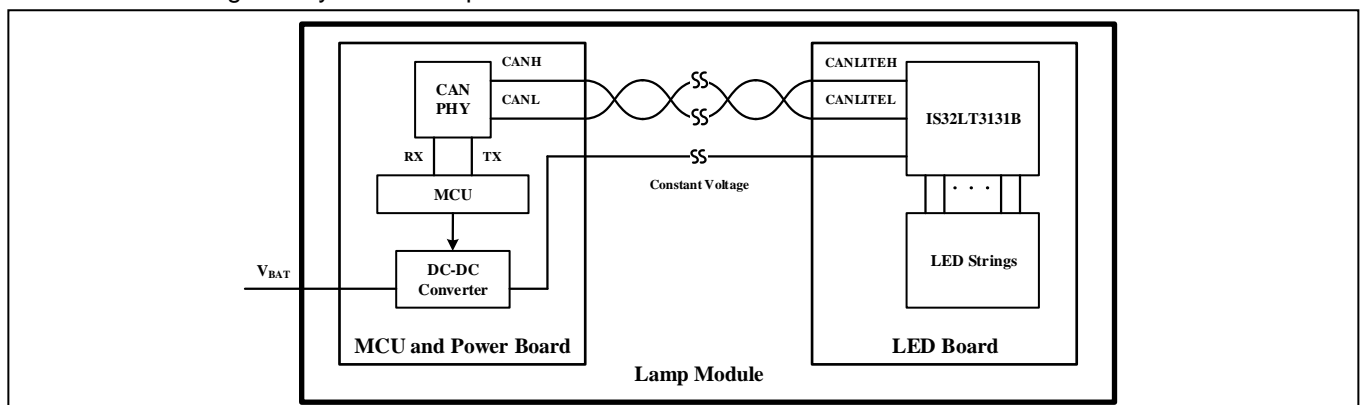 CANH
CANLITEH
CAN
PHY
CANL
CANLITEL
IS32LT3131B
RX
TX
MCU
Constant Voltage
. . .
VBAT
DC-DC
Converter
LED Strings
MCU and Power Board
LED Board
Lamp Module